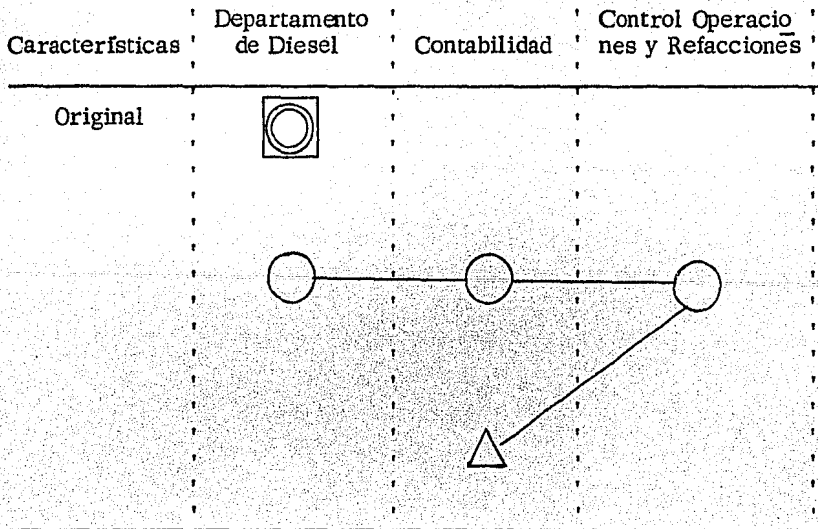 Características
Departamento
de Diesel
Contabilidad
Control Operacio
nes y Refacciones
Original